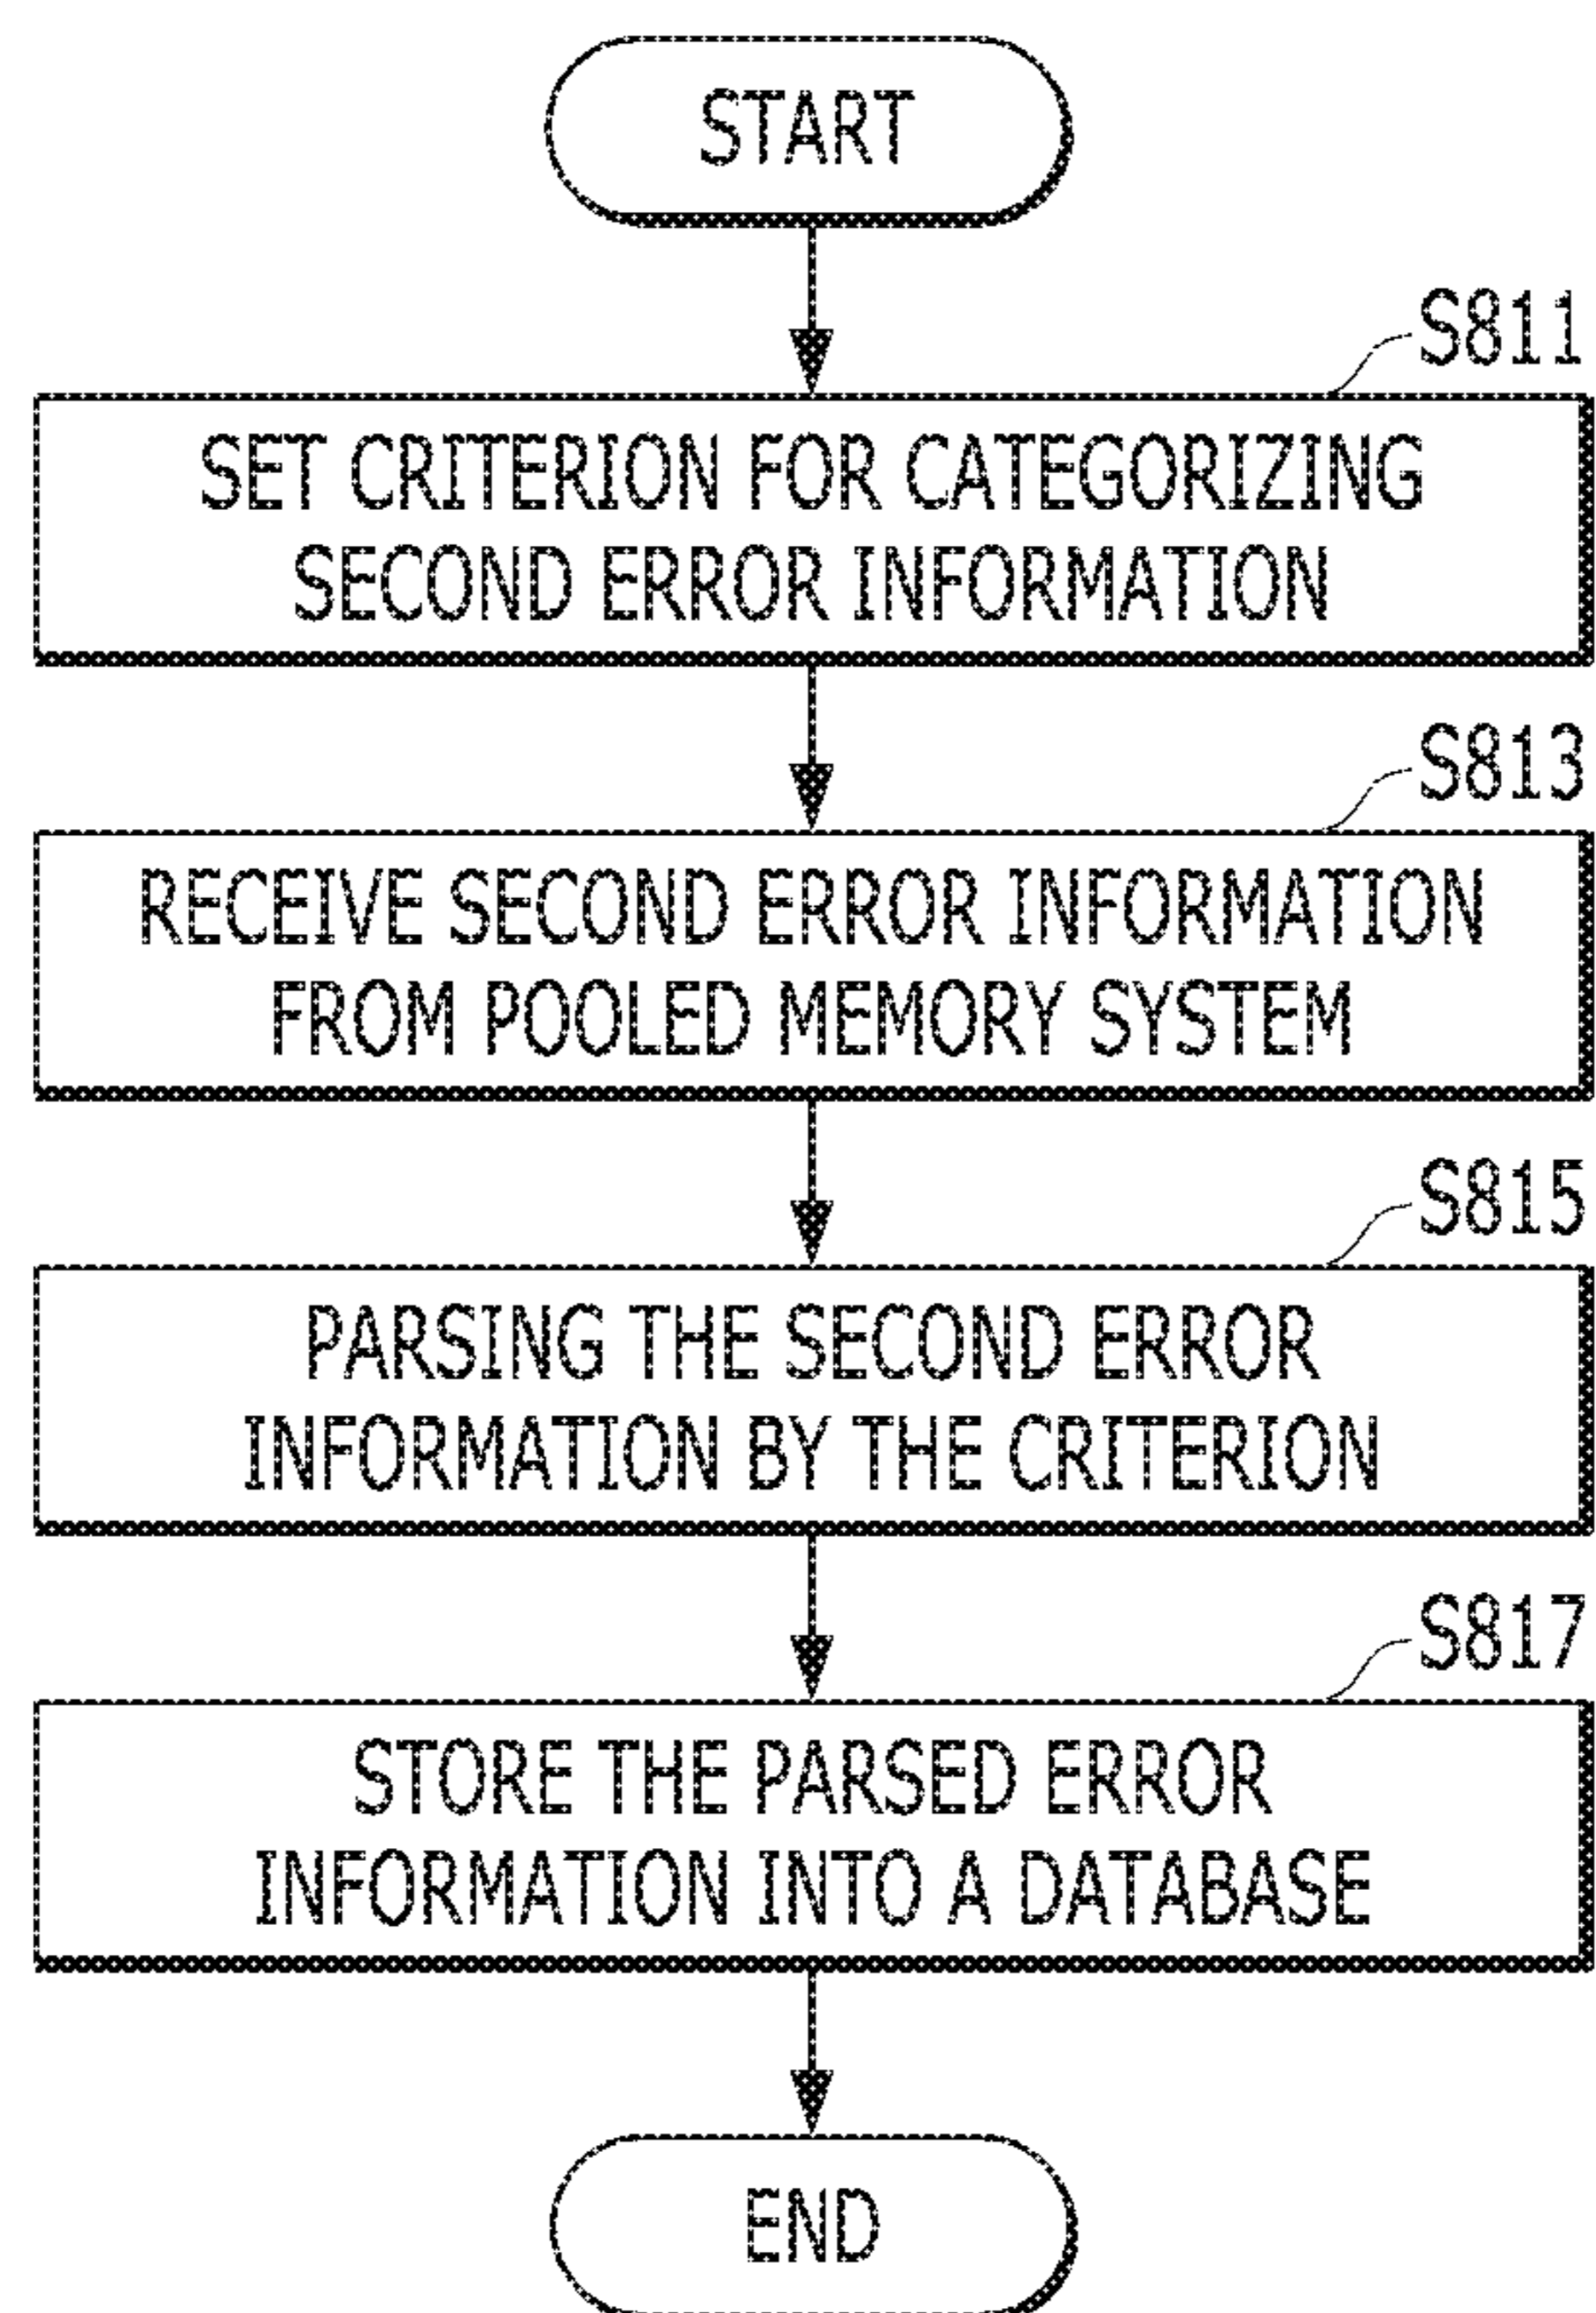 START
S811
SET CRITERION FOR CATEGORIZING
SECOND ERROR INFORMATION
S813
RECEIVE SECOND ERROR INFORMATION
FROM POOLED MEMORY SYSTEM
S815
PARSING THE SECOND ERROR
INFORMATION BY THE CRITERION
S817
STORE THE PARSED ERROR
INFORMATION INTO A DATABASE
END